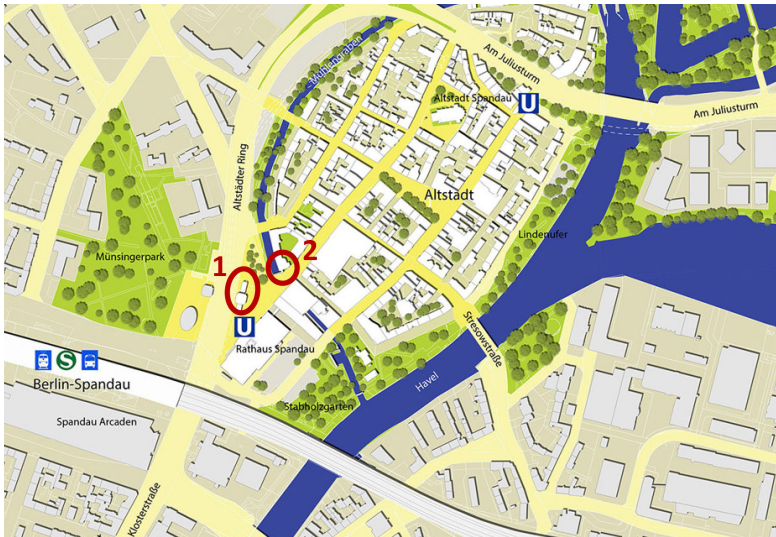 Mühlengraben
Am Juliusturm
Altstadt Spandau
U
Am Juliusturm
Altstädter Ring
Altstadt
Lindenufer
Münsingerpark
1
2
U
Rathaus Spandau
Stresowstraße
S
Berlin-Spandau
Havel
Stabholzgarten
Spandau Arcaden
Klosterstraße